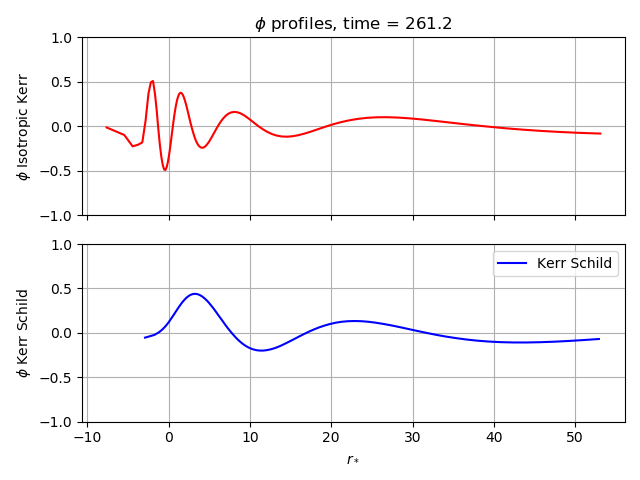 ϕ profiles, time = 261.2
1.0
0.5
0.0
−0.5
−1.0
ϕ Isotropic Kerr
1.0
0.5
0.0
−0.5
−1.0
ϕ Kerr Schild
Kerr Schild
−10 0 10 20 30 40 50
r*